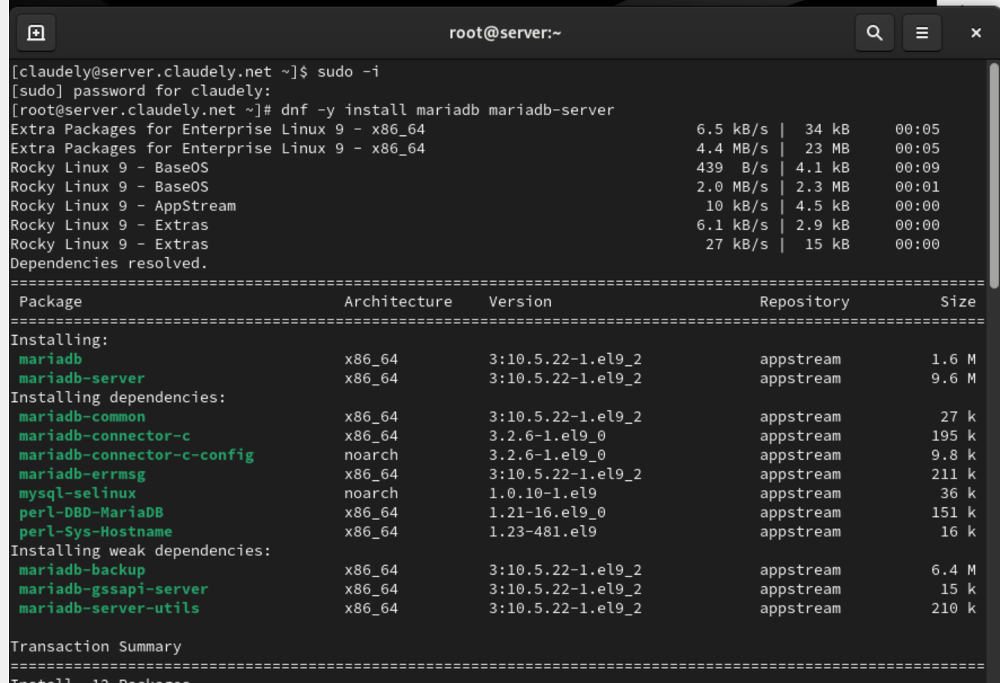 root@server:~
[claudely@server.claudely.net ~]$ sudo -i
[sudo] password for claudely:
[root@server.claudely.net ~]# dnf -y install mariadb mariadb-server
Extra Packages for Enterprise Linux 9 - x86_64 6.5 kB/s | 34 kB 00:05
Extra Packages for Enterprise Linux 9 - x86_64 4.4 MB/s | 23 MB 00:05
Rocky Linux 9 - BaseOS 439 B/s | 4.1 kB 00:09
Rocky Linux 9 - BaseOS 2.0 MB/s | 2.3 MB 00:01
Rocky Linux 9 - AppStream 10 kB/s | 4.5 kB 00:00
Rocky Linux 9 - Extras 6.1 kB/s | 2.9 kB 00:00
Rocky Linux 9 - Extras 27 kB/s | 15 kB 00:00
Dependencies resolved.
============================================================================================================
Package Architecture Version Repository Size
============================================================================================================
Installing:
mariadb x86_64 3:10.5.22-1.el9_2 appstream 1.6 M
mariadb-server x86_64 3:10.5.22-1.el9_2 appstream 9.6 M
Installing dependencies:
mariadb-common x86_64 3:10.5.22-1.el9_2 appstream 27 k
mariadb-connector-c x86_64 3.2.6-1.el9_0 appstream 195 k
mariadb-connector-c-config noarch 3.2.6-1.el9_0 appstream 9.8 k
mariadb-errmsg x86_64 3:10.5.22-1.el9_2 appstream 211 k
mysql-selinux noarch 1.0.10-1.el9 appstream 36 k
perl-DBD-MariaDB x86_64 1.21-16.el9_0 appstream 151 k
perl-Sys-Hostname x86_64 1.23-481.el9 appstream 16 k
Installing weak dependencies:
mariadb-backup x86_64 3:10.5.22-1.el9_2 appstream 6.4 M
mariadb-gssapi-server x86_64 3:10.5.22-1.el9_2 appstream 15 k
mariadb-server-utils x86_64 3:10.5.22-1.el9_2 appstream 210 k
Transaction Summary
============================================================================================================
Install 12 Packages